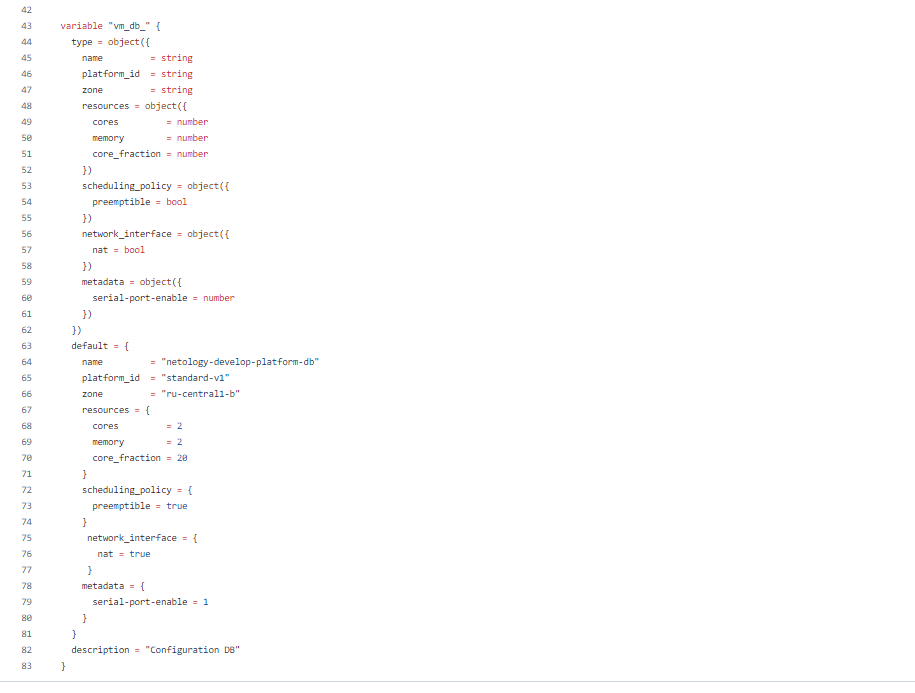 42
43 variable "vm_db_" {
44   type = object({
45     name         = string
46     platform_id  = string
47     zone         = string
48     resources = object({
49       cores         = number
50       memory        = number
51       core_fraction = number
52     })
53     scheduling_policy = object({
54       preemptible = bool
55     })
56     network_interface = object({
57       nat = bool
58     })
59     metadata = object({
60       serial-port-enable = number
61     })
62   })
63   default = {
64     name         = "netology-develop-platform-db"
65     platform_id  = "standard-v1"
66     zone         = "ru-central1-b"
67     resources = {
68       cores         = 2
69       memory        = 2
70       core_fraction = 20
71     }
72     scheduling_policy = {
73       preemptible = true
74     }
75      network_interface = {
76        nat = true
77      }
78     metadata = {
79       serial-port-enable = 1
80     }
81   }
82   description = "Configuration DB"
83 }